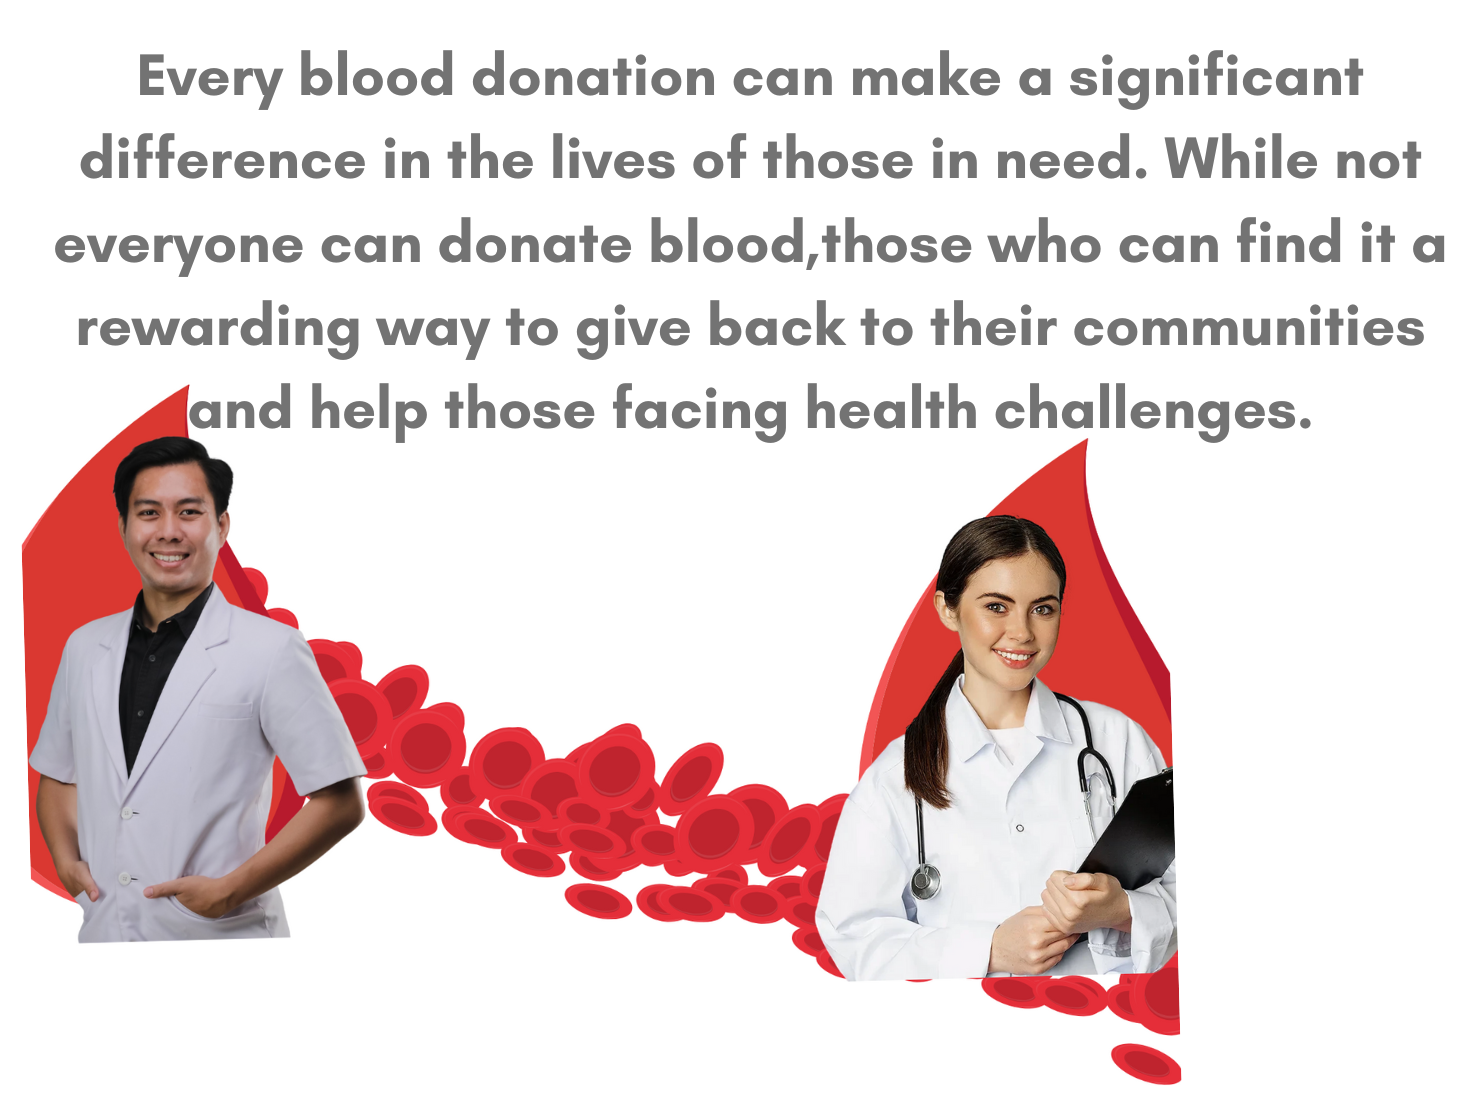 Every blood donation can make a significant
difference in the lives of those in need. While not
everyone can donate blood,those who can find it a
rewarding way to give back to their communities
and help those facing health challenges.